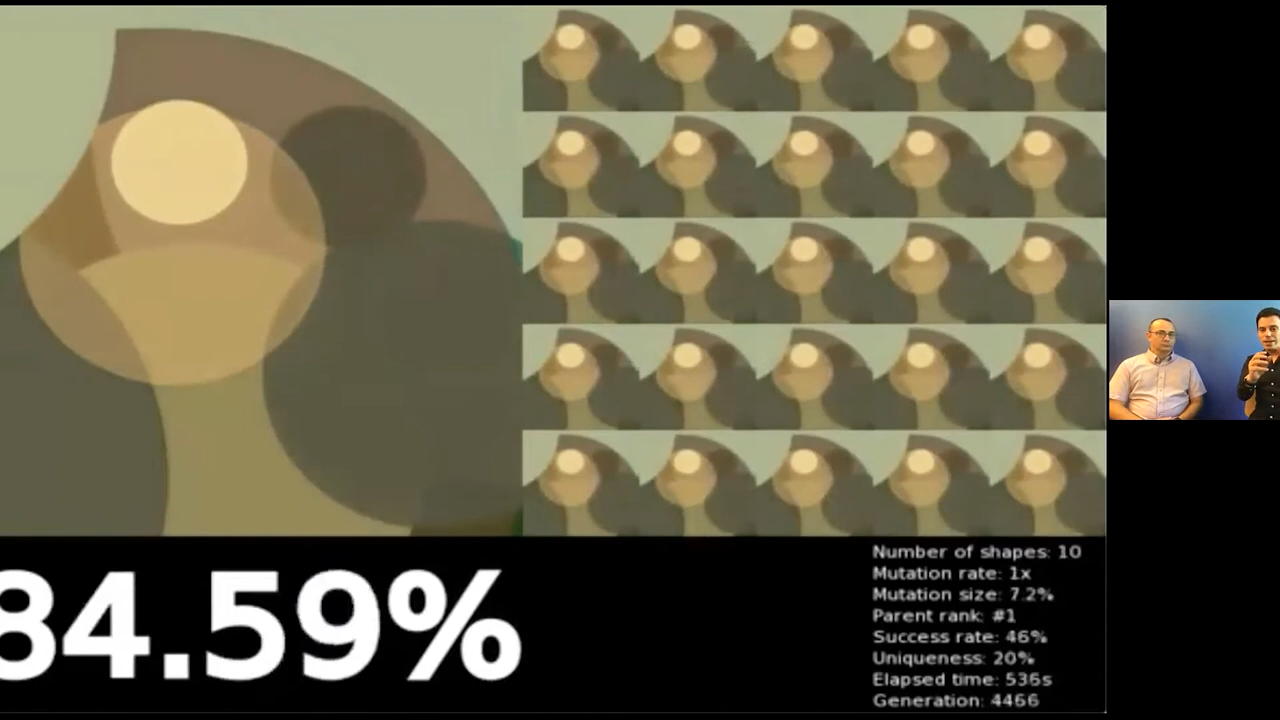 84.59%
Number of shapes: 10
Mutation rate: 1x
Mutation size: 7.2%
Parent rank: #1
Success rate: 46%
Uniqueness: 20%
Elapsed time: 536s
Generation: 4466